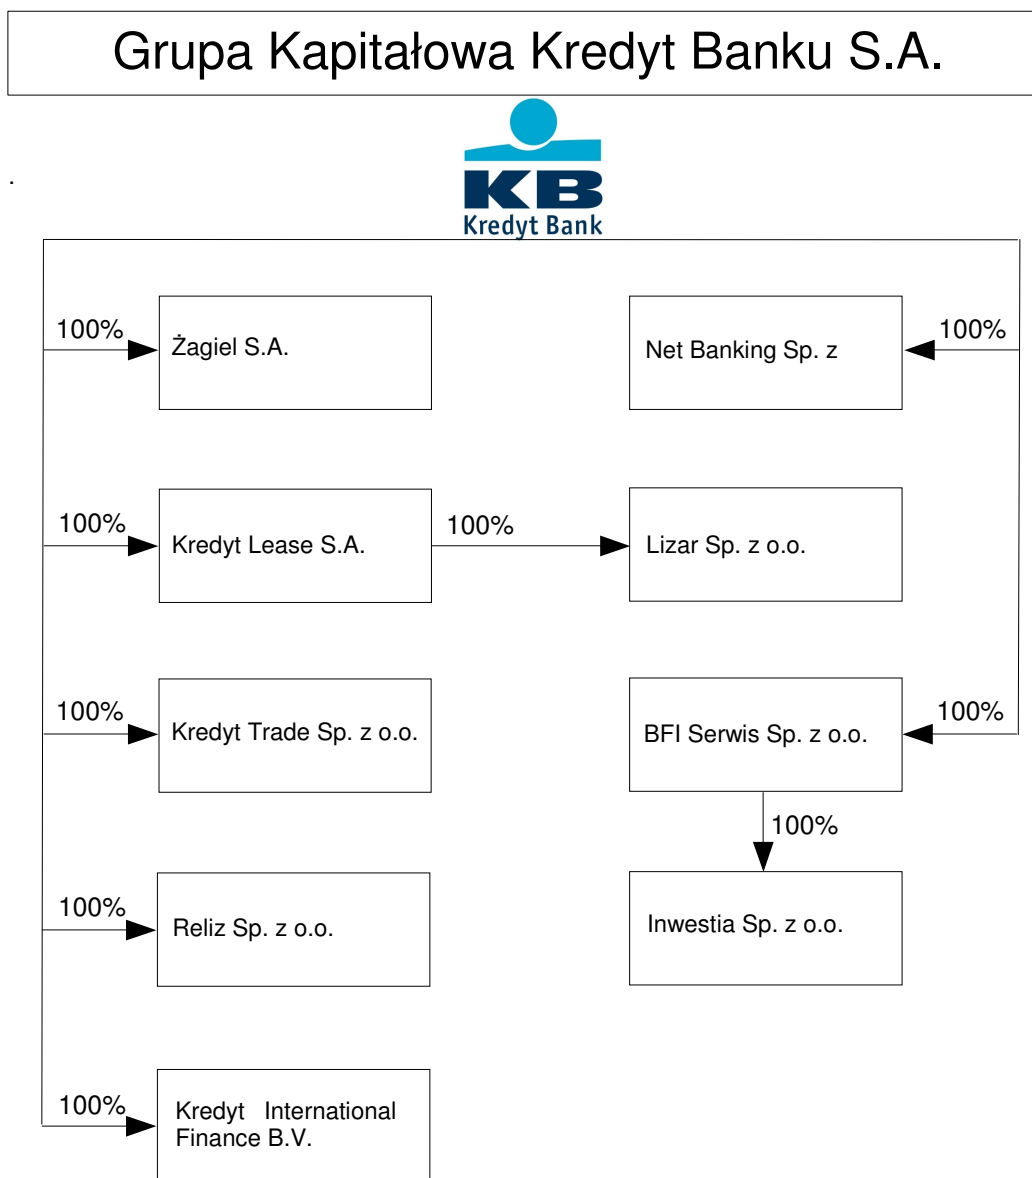 Grupa Kapitałowa Kredyt Banku S.A.
.
KB
Kredyt Bank
100%
Żagiel S.A.
Net Banking Sp. z
100%
100%
Kredyt Lease S.A.
100%
Lizar Sp. z o.o.
100%
Kredyt Trade Sp. z o.o.
BFI Serwis Sp. z o.o.
100%
100%
100%
Reliz Sp. z o.o.
Inwestia Sp. z o.o.
100%
Kredyt International
Finance B.V.